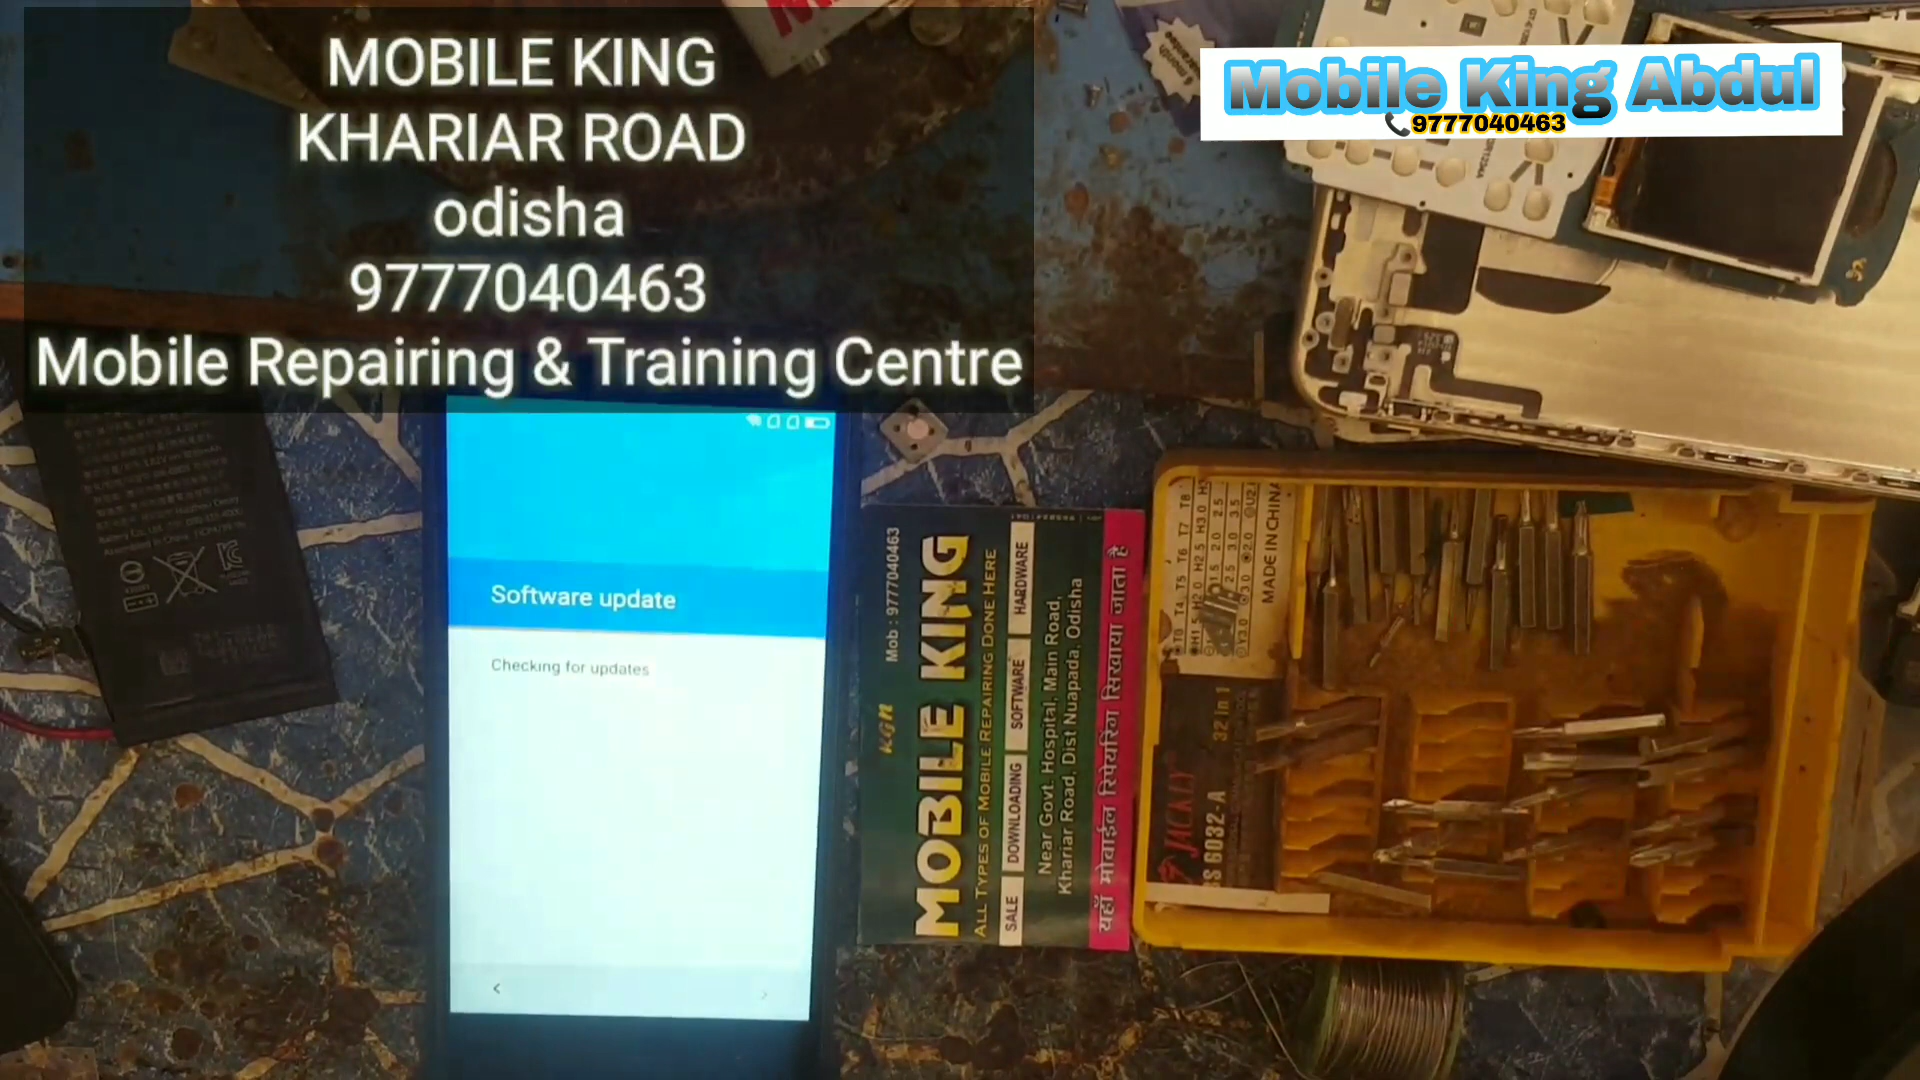 MOBILE KING
KHARIAR ROAD
odisha
9777040463
Mobile Repairing & Training Centre
Mobile King Abdul
9777040463
Software update
Checking for updates
KGN
Mob : 9777040463
MOBILE KING
ALL TYPES OF MOBILE REPAIRING DONE HERE
SALE DOWNLOADING SOFTWARE HARDWARE
Near Govt. Hospital, Main Road,
Khariar Road, Dist Nuapada, Odisha
यहाँ मोबाईल रिपेयरिंग सिखाया जाता है
MADE IN CHINA
JACKLY
32 in 1
6032-A